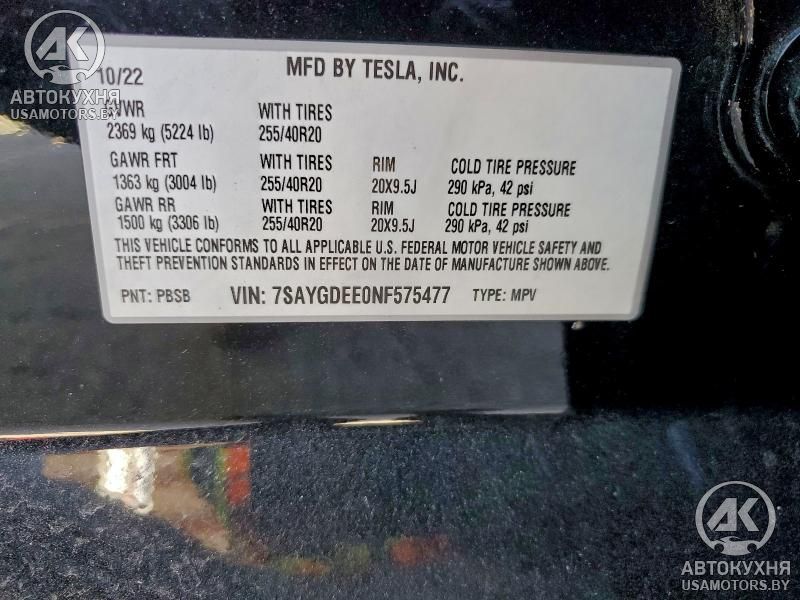 АК
АВТОКУХНЯ
USAMOTORS.BY
10/22 MFD BY TESLA, INC.
GVWR WITH TIRES
2369 kg (5224 lb) 255/40R20
GAWR FRT WITH TIRES RIM COLD TIRE PRESSURE
1363 kg (3004 lb) 255/40R20 20X9.5J 290 kPa, 42 psi
GAWR RR WITH TIRES RIM COLD TIRE PRESSURE
1500 kg (3306 lb) 255/40R20 20X9.5J 290 kPa, 42 psi
THIS VEHICLE CONFORMS TO ALL APPLICABLE U.S. FEDERAL MOTOR VEHICLE SAFETY AND
THEFT PREVENTION STANDARDS IN EFFECT ON THE DATE OF MANUFACTURE SHOWN ABOVE.
PNT: PBSB VIN: 7SAYGDEE0NF575477 TYPE: MPV
АК
АВТОКУХНЯ
USAMOTORS.BY